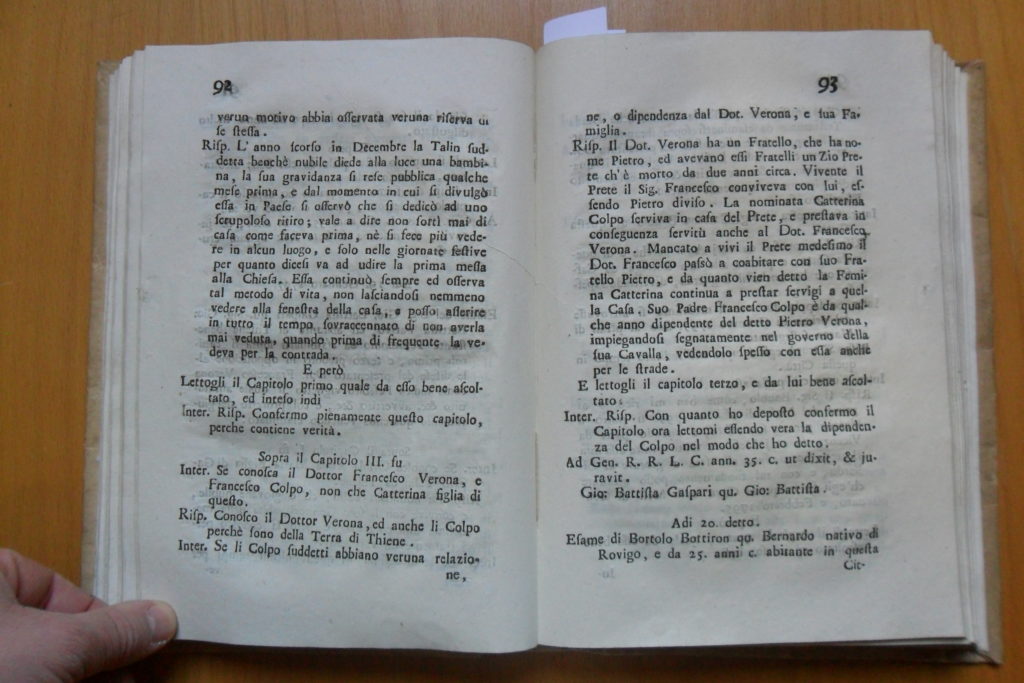 92
verun motivo abbia oſſervata veruna riſerva di
ſe ſteſſa.
Riſp. L' anno ſcorſo in Decembre la Talin ſud-
detta benchè nubile diede alla luce una bambi-
na, la ſua gravidanza ſi reſe pubblica qualche
meſe prima, e dal momento in cui ſi divulgò
eſſa in Paeſe ſi oſſervò che ſi dedicò ad uno
ſcrupoloſo ritiro; vale a dire non ſortì mai di
caſa come faceva prima, nè ſi fece più vede-
re in alcun luogo, e ſolo nelle giornate feſtive
per quanto diceſi va ad udire la prima meſſa
alla Chieſa. Eſſa continuò ſempre ed oſſerva
tal metodo di vita, non laſciandoſi nemmeno
vedere alla feneſtra della caſa, e poſſo aſſerire
in tutto il tempo ſovraccennato di non averla
mai veduta, quando prima di frequente la ve-
deva per la contrada.
E però
Lettogli il Capitolo primo quale da eſſo bene aſcol-
tato, ed inteſo indi
Inter. Riſp. Confermo pienamente queſto capitolo,
perche contiene verità.
Sopra il Capitolo III. fu
Inter. Se conoſca il Dottor Franceſco Verona, e
Franceſco Colpo, non che Catterina figlia di
queſto.
Riſp. Conoſco il Dottor Verona, ed anche li Colpo
perchè ſono della Terra di Thiene.
Inter. Se li Colpo ſuddetti abbiano veruna relazio-
ne,
93
ne, o dipendenza dal Dot. Verona, e ſua Fa-
miglia.
Riſp. Il Dot. Verona ha un Fratello, che ha no-
me Pietro, ed avevano eſſi Fratelli un Zio Pre-
te ch'è morto da due anni circa. Vivente il
Prete il Sig. Franceſco conviveva con lui, eſ-
ſendo Pietro diviſo. La nominata Catterina
Colpo ſerviva in caſa del Prete, e preſtava in
conſeguenza ſervitù anche al Dot. Franceſco
Verona. Mancato a vivi il Prete medeſimo il
Dot. Franceſco paſsò a coabitare con ſuo Fra-
tello Pietro, e da quanto vien detto la Femi-
na Catterina continua a preſtar ſervigi a quel-
la Caſa. Suo Padre Franceſco Colpo è da qual-
che anno dipendente del detto Pietro Verona,
impiegandoſi ſegnatamente nel governo della
ſua Cavalla, vedendolo ſpeſſo con eſſa anche
per le ſtrade.
E lettogli il capitolo terzo, e da lui bene aſcol-
tato:
Inter. Riſp. Con quanto ho depoſto confermo il
Capitolo ora lettomi eſſendo vera la dipenden-
za del Colpo nel modo che ho detto.
Ad Gen. R. R. L. C. ann. 35. c. ut dixit, & ju-
ravit.
Gio: Battiſta Gaſpari qu. Gio: Battiſta.
Adi 20. detto.
Eſame di Bortolo Bottiron qu. Bernardo nativo di
Rovigo, e da 25. anni c. abitante in queſta
Cit-